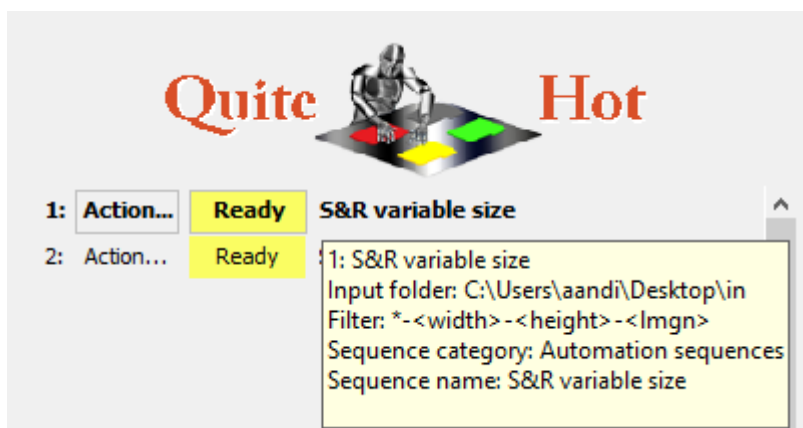 Quite Hot
1: Action... Ready S&R variable size
2: Action... Ready
1: S&R variable size
Input folder: C:\Users\aandi\Desktop\in
Filter: *-<width>-<height>-<lmgn>
Sequence category: Automation sequences
Sequence name: S&R variable size